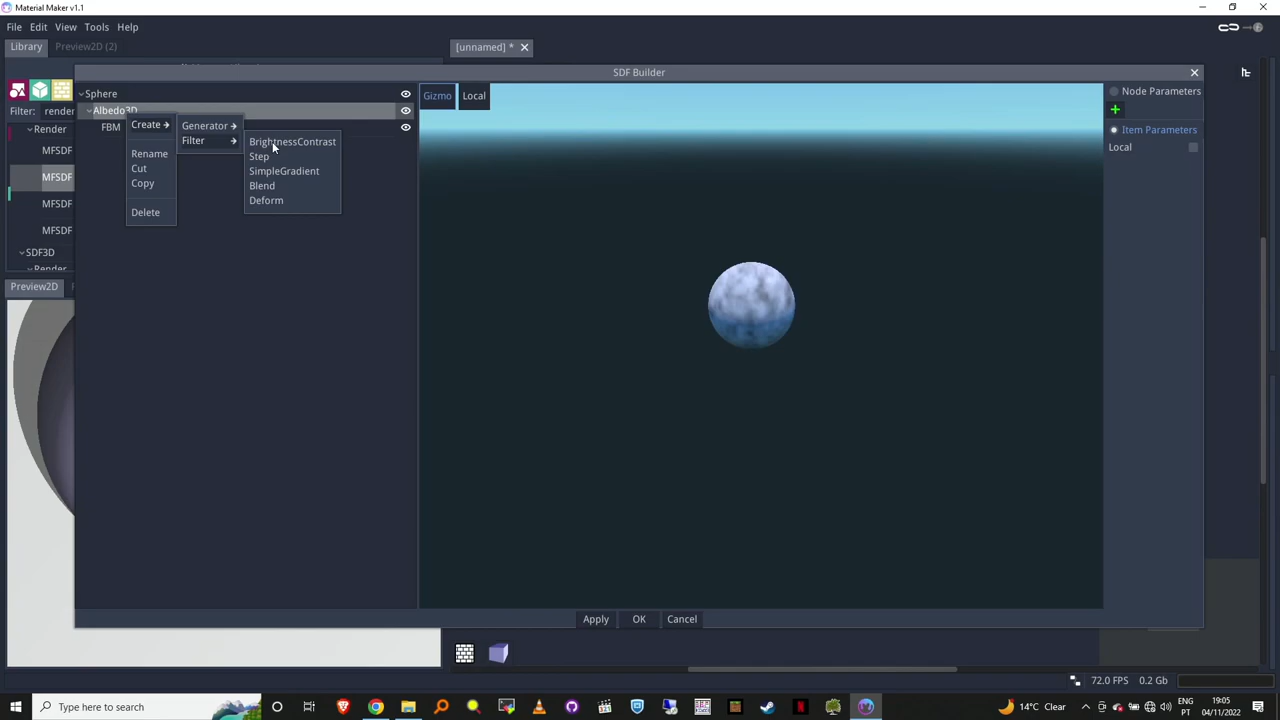 Material Maker v1.1
File Edit View Tools Help
Library Preview2D (2) [unnamed] *
SDF Builder
Sphere
Gizmo Local
Node Parameters
Albedo3D
Filter: render
FBM
Create
Generator
Item Parameters
Render
Filter
BrightnessContrast
Local
MFSDF
Rename
Step
Cut
SimpleGradient
MFSDF
Copy
Blend
Deform
MFSDF
Delete
MFSDF
SDF3D
Render
Preview2D
Apply OK Cancel
72.0 FPS 0.2 Gb
Type here to search
14°C Clear
POR
PT
19:05
04/11/2022